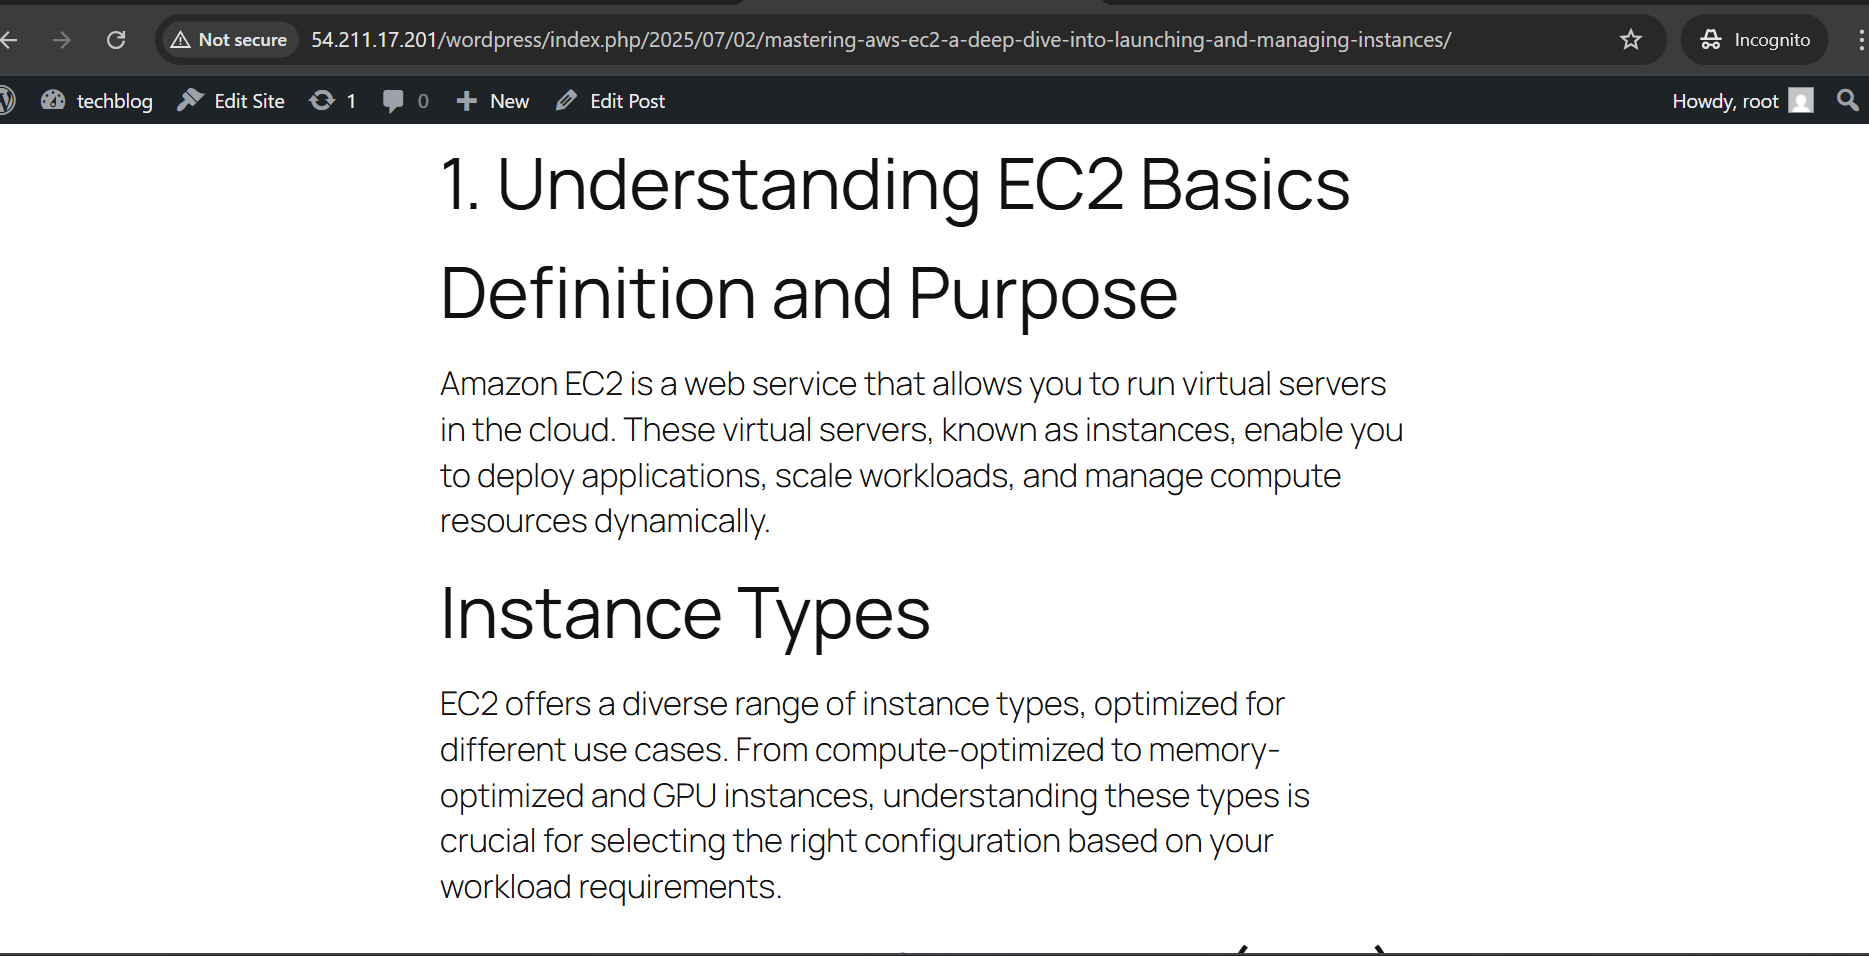 Not secure 54.211.17.201/wordpress/index.php/2025/07/02/mastering-aws-ec2-a-deep-dive-into-launching-and-managing-instances/ Incognito
techblog Edit Site 1 0 New Edit Post Howdy, root
1. Understanding EC2 Basics
Definition and Purpose
Amazon EC2 is a web service that allows you to run virtual servers
in the cloud. These virtual servers, known as instances, enable you
to deploy applications, scale workloads, and manage compute
resources dynamically.
Instance Types
EC2 offers a diverse range of instance types, optimized for
different use cases. From compute-optimized to memory-
optimized and GPU instances, understanding these types is
crucial for selecting the right configuration based on your
workload requirements.